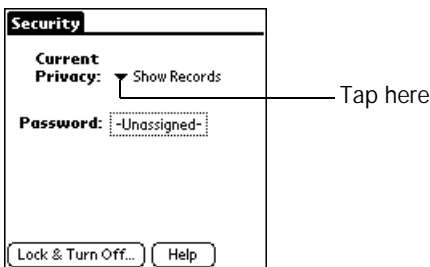 Security
Current
Privacy: Show Records
Tap here
Password: -Unassigned-
Lock & Turn Off... Help